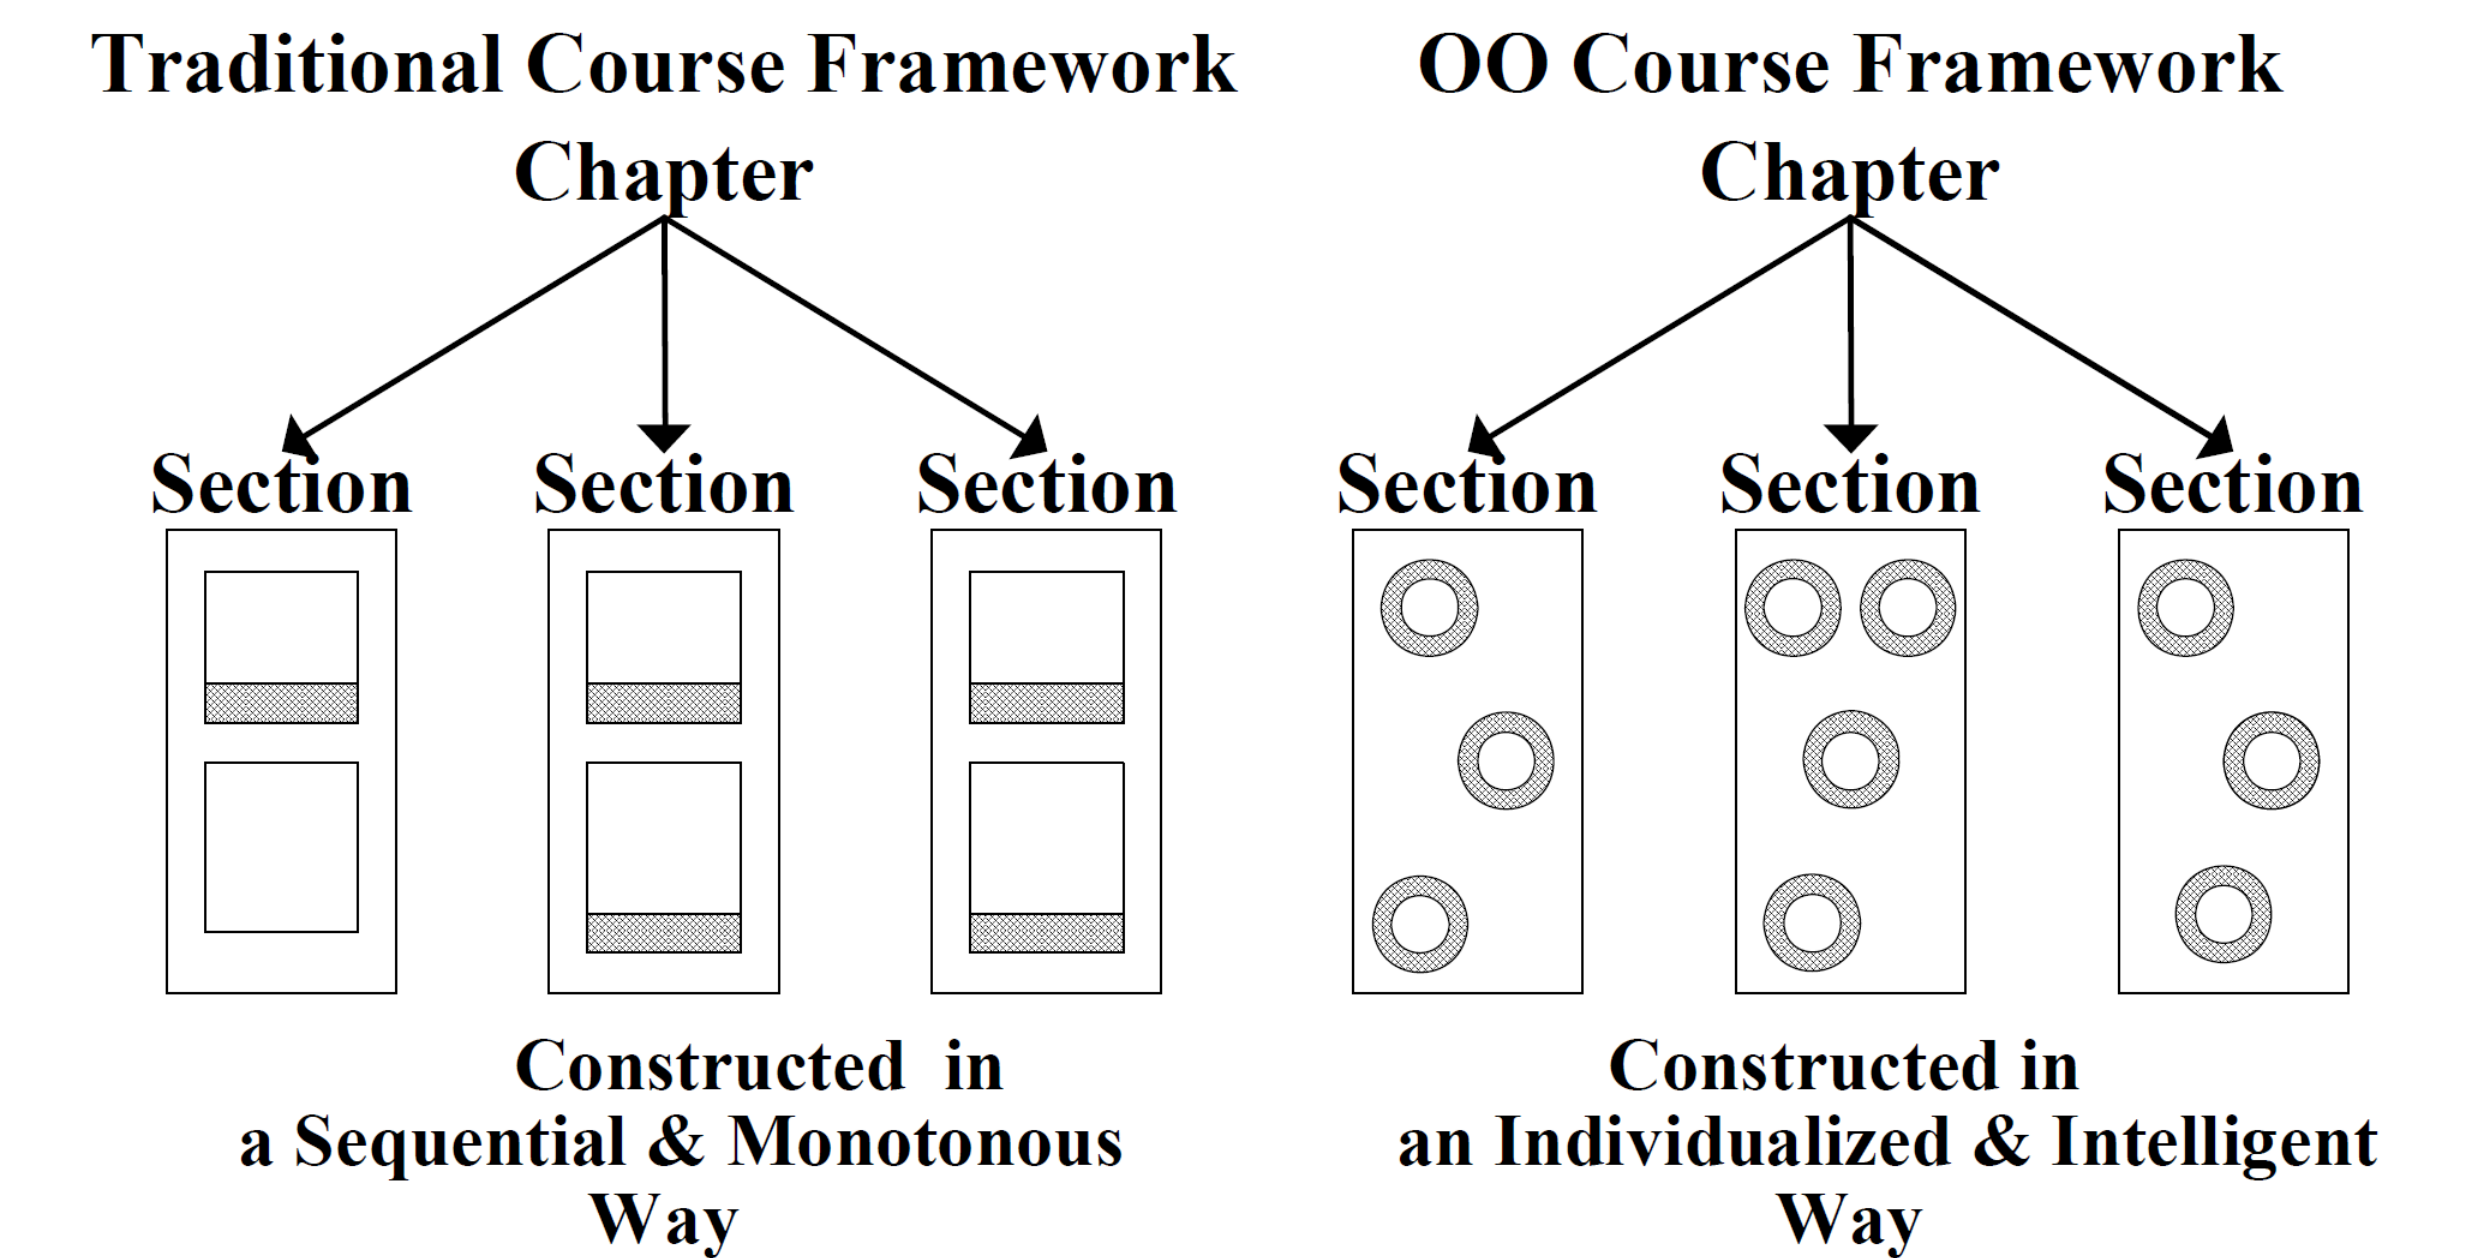 Traditional Course Framework
Chapter
Section Section Section
Constructed in
a Sequential & Monotonous
Way
OO Course Framework
Chapter
Section Section Section
Constructed in
an Individualized & Intelligent
Way